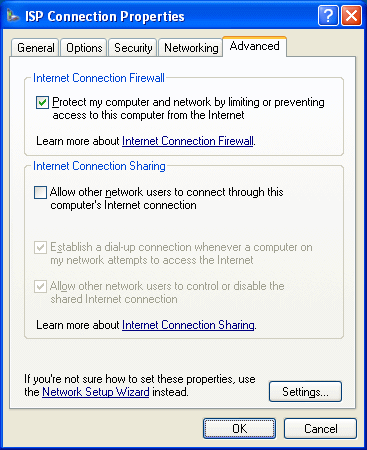 ISP Connection Properties
General Options Security Networking Advanced
Internet Connection Firewall
Protect my computer and network by limiting or preventing
access to this computer from the Internet
Learn more about Internet Connection Firewall.
Internet Connection Sharing
Allow other network users to connect through this
computer's Internet connection
Establish a dial-up connection whenever a computer on
my network attempts to access the Internet
Allow other network users to control or disable the
shared Internet connection
Learn more about Internet Connection Sharing.
If you're not sure how to set these properties, use
the Network Setup Wizard instead.
Settings...
OK Cancel